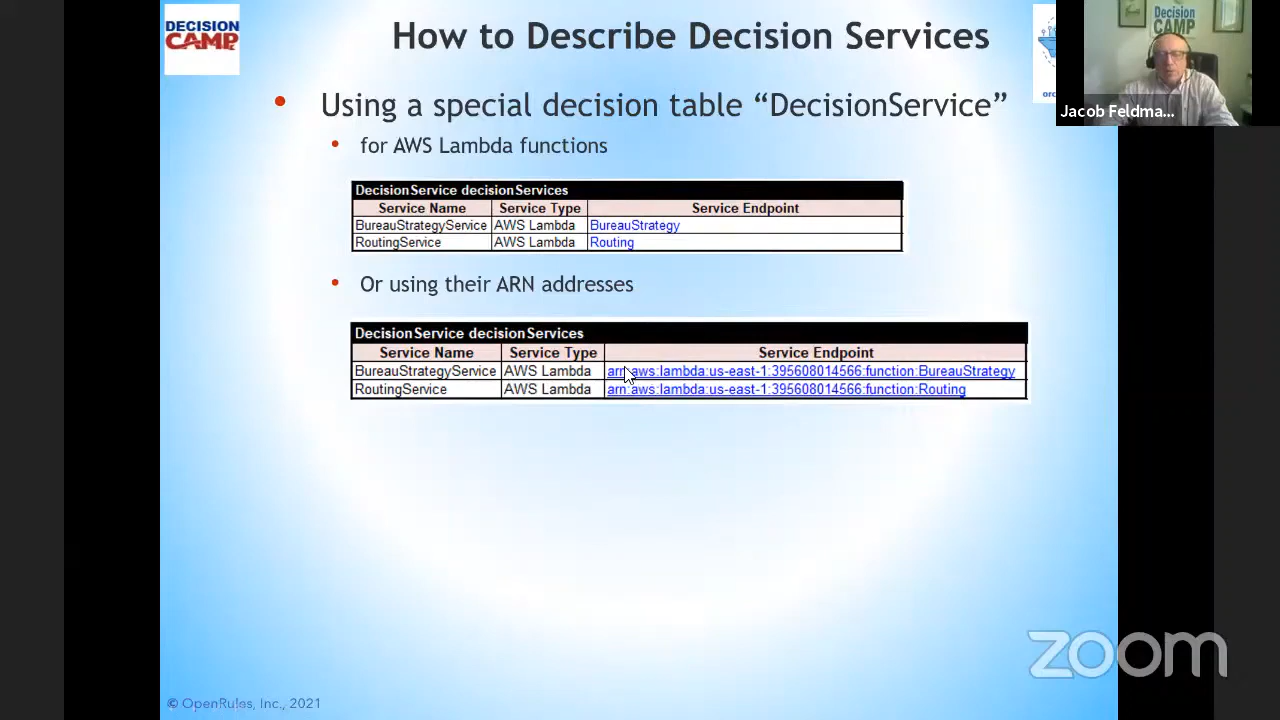 DECISION
CAMP
How to Describe Decision Services
Decision
CAMP
orc
Jacob Feldma...
Using a special decision table “DecisionService”
for AWS Lambda functions
DecisionService decisionServices
Service Name Service Type Service Endpoint
BureauStrategyService AWS Lambda BureauStrategy
RoutingService AWS Lambda Routing
Or using their ARN addresses
DecisionService decisionServices
Service Name Service Type Service Endpoint
BureauStrategyService AWS Lambda arn:aws:lambda:us-east-1:395608014566:function:BureauStrategy
RoutingService AWS Lambda arn:aws:lambda:us-east-1:395608014566:function:Routing
zoom
© OpenRules, Inc., 2021